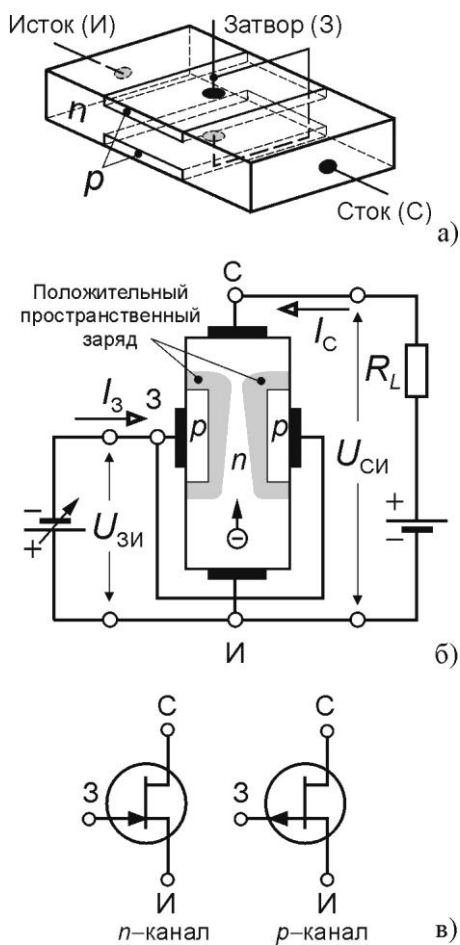 Исток (И)
Затвор (З)
n
p
Сток (С)
а)
С
Положительный
пространственный
заряд
I_С
R_L
I_З
З
p
p
n
U_СИ
U_ЗИ
−
+
+
−
−
И
б)
С
С
З
З
И
И
n–канал
p–канал
в)